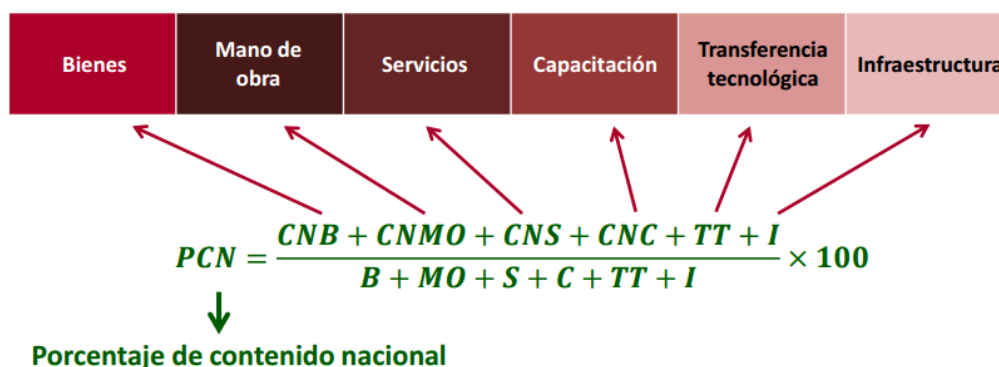 Bienes
Mano de
obra
Servicios
Capacitación
Transferencia
tecnológica
Infraestructura
PCN = (CNB + CNMO + CNS + CNC + TT + I) / (B + MO + S + C + TT + I) × 100
Porcentaje de contenido nacional